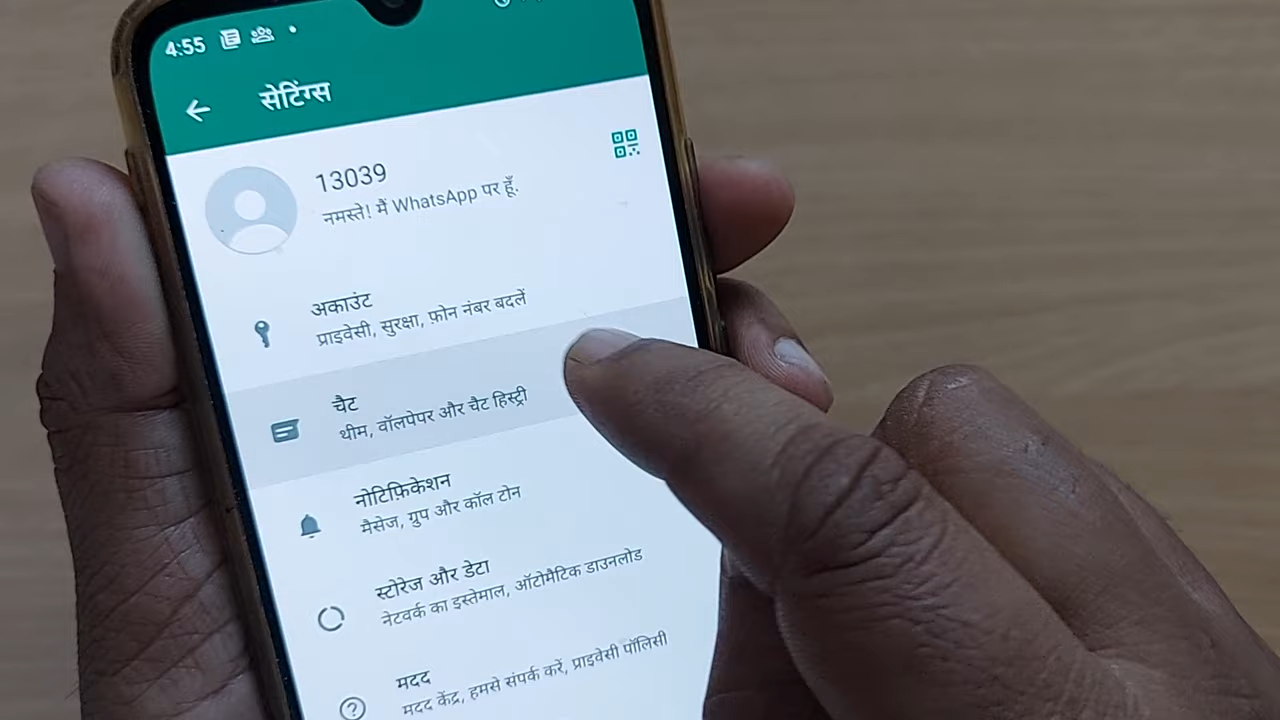 4:55
सेटिंग्स
13039
नमस्ते! मैं WhatsApp पर हूँ.
अकाउंट
प्राइवेसी, सुरक्षा, फ़ोन नंबर बदलें
चैट
थीम, वॉलपेपर और चैट हिस्ट्री
नोटिफ़िकेशन
मैसेज, ग्रुप और कॉल टोन
स्टोरेज और डेटा
नेटवर्क का इस्तेमाल, ऑटोमैटिक डाउनलोड
मदद
मदद केंद्र, हमसे संपर्क करें, प्राइवेसी पॉलिसी